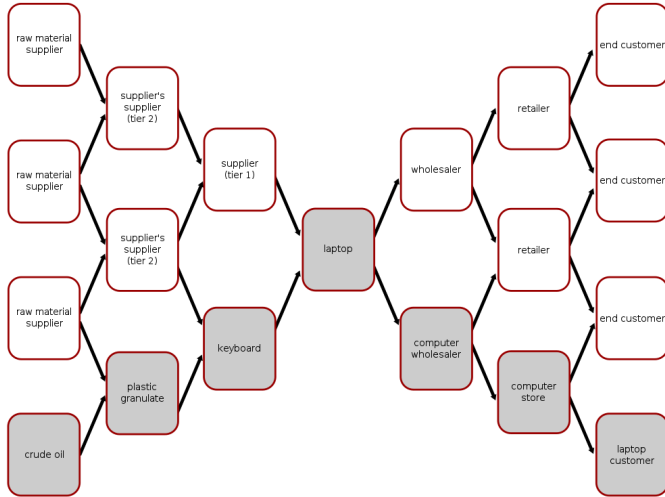 raw material
supplier
raw material
supplier
raw material
supplier
crude oil
supplier's
supplier
(tier 2)
supplier's
supplier
(tier 2)
plastic
granulate
supplier
(tier 1)
keyboard
laptop
wholesaler
computer
wholesaler
retailer
retailer
computer
store
end customer
end customer
end customer
laptop
customer